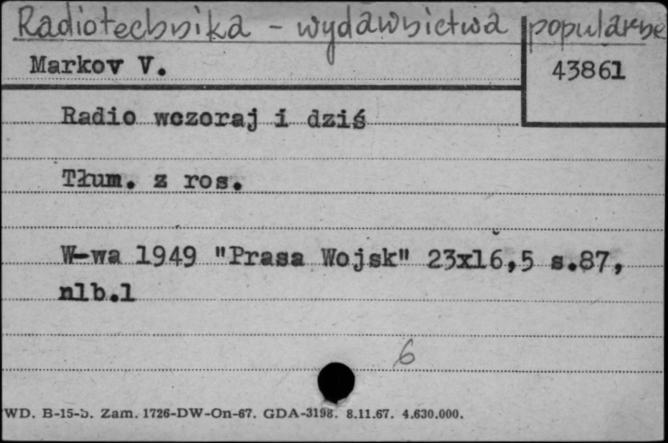 Radiotechnika - wydawnictwa popularne
Markov V.
43861
Radio wczoraj i dziś
Tłum. z ros.
W-wa 1949 "Prasa Wojsk" 23x16,5 s.87,
nlb.1
6
WD. B-15-b. Zam. 1726-DW-On-67. GDA-3198. 8.11.67. 4.630.000.